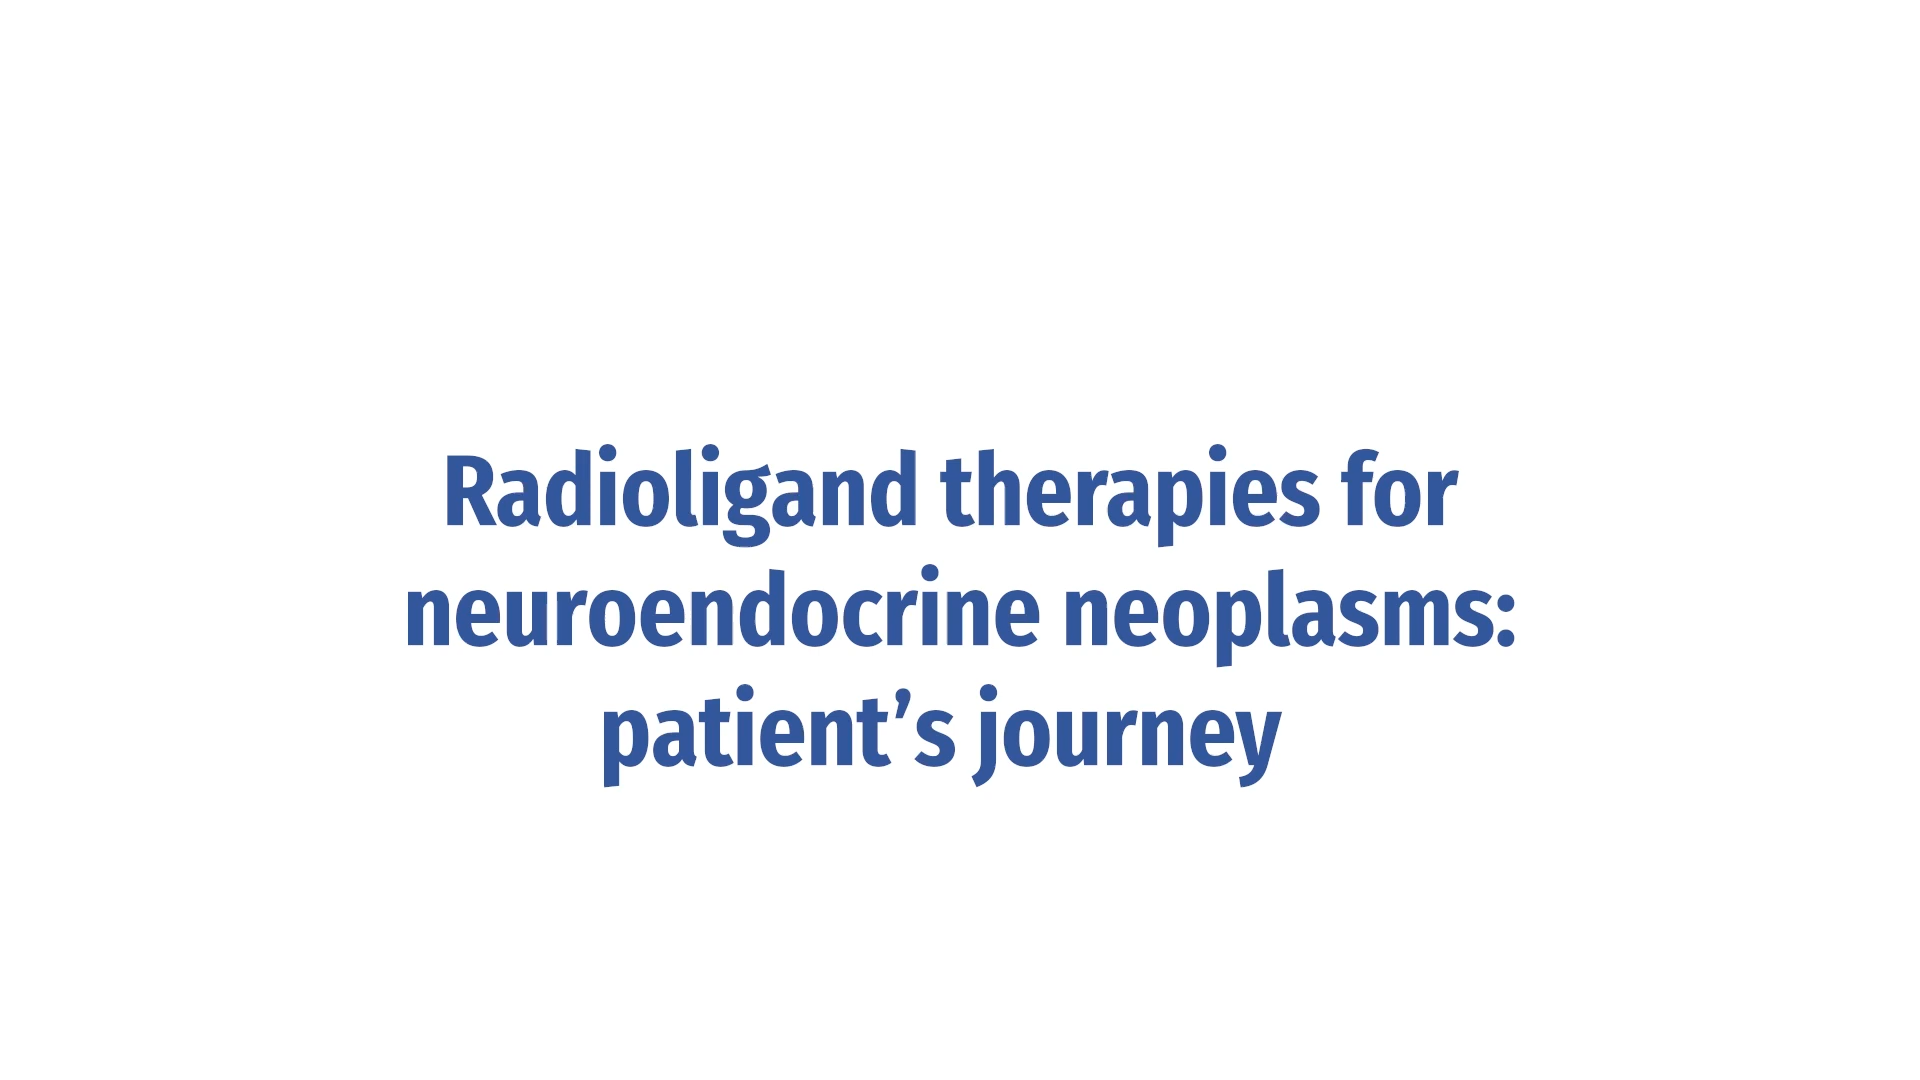 Radioligand therapies for
neuroendocrine neoplasms:
patient’s journey